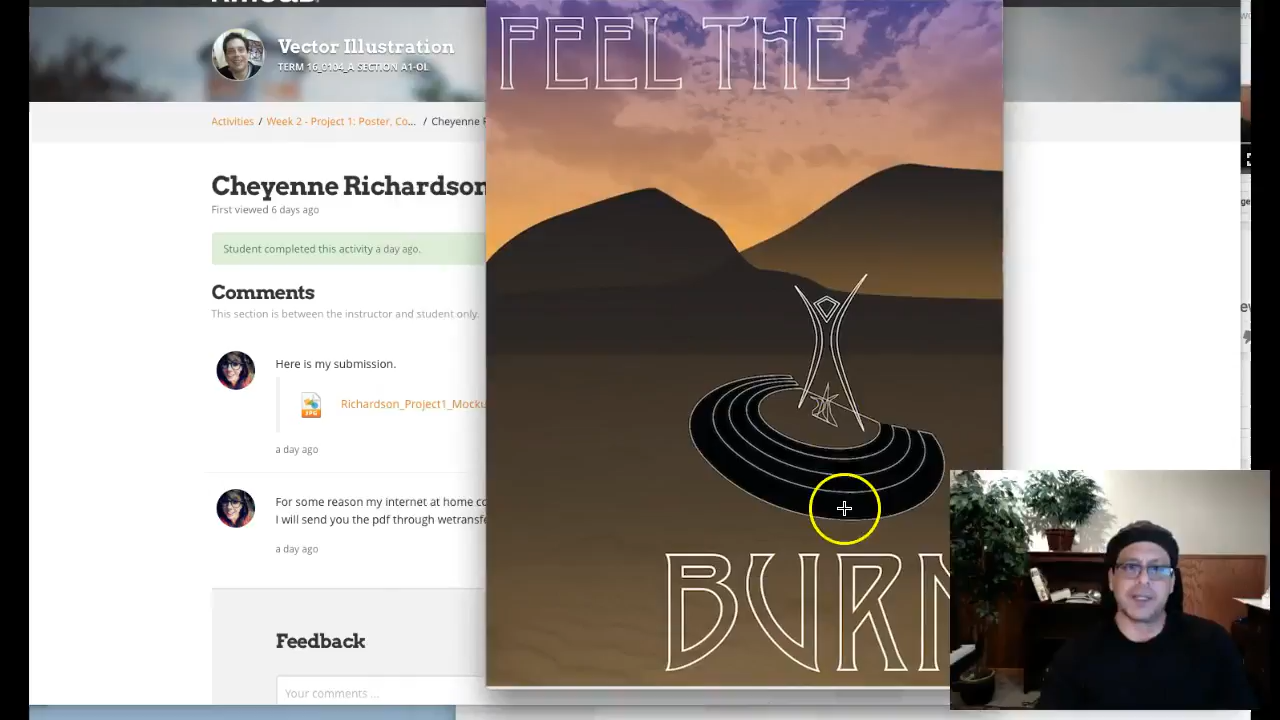 Vector Illustration
TERM 16_0104_A SECTION A1-OL
Activities / Week 2 - Project 1: Poster, Co... / Cheyenne
Cheyenne Richardson
First viewed 6 days ago
Student completed this activity a day ago.
Comments
This section is between the instructor and student only.
Here is my submission.
Richardson_Project1_Mocku
a day ago
For some reason my internet at home
I will send you the pdf through
a day ago
Feedback
Your comments ...
FEEL THE
BURN